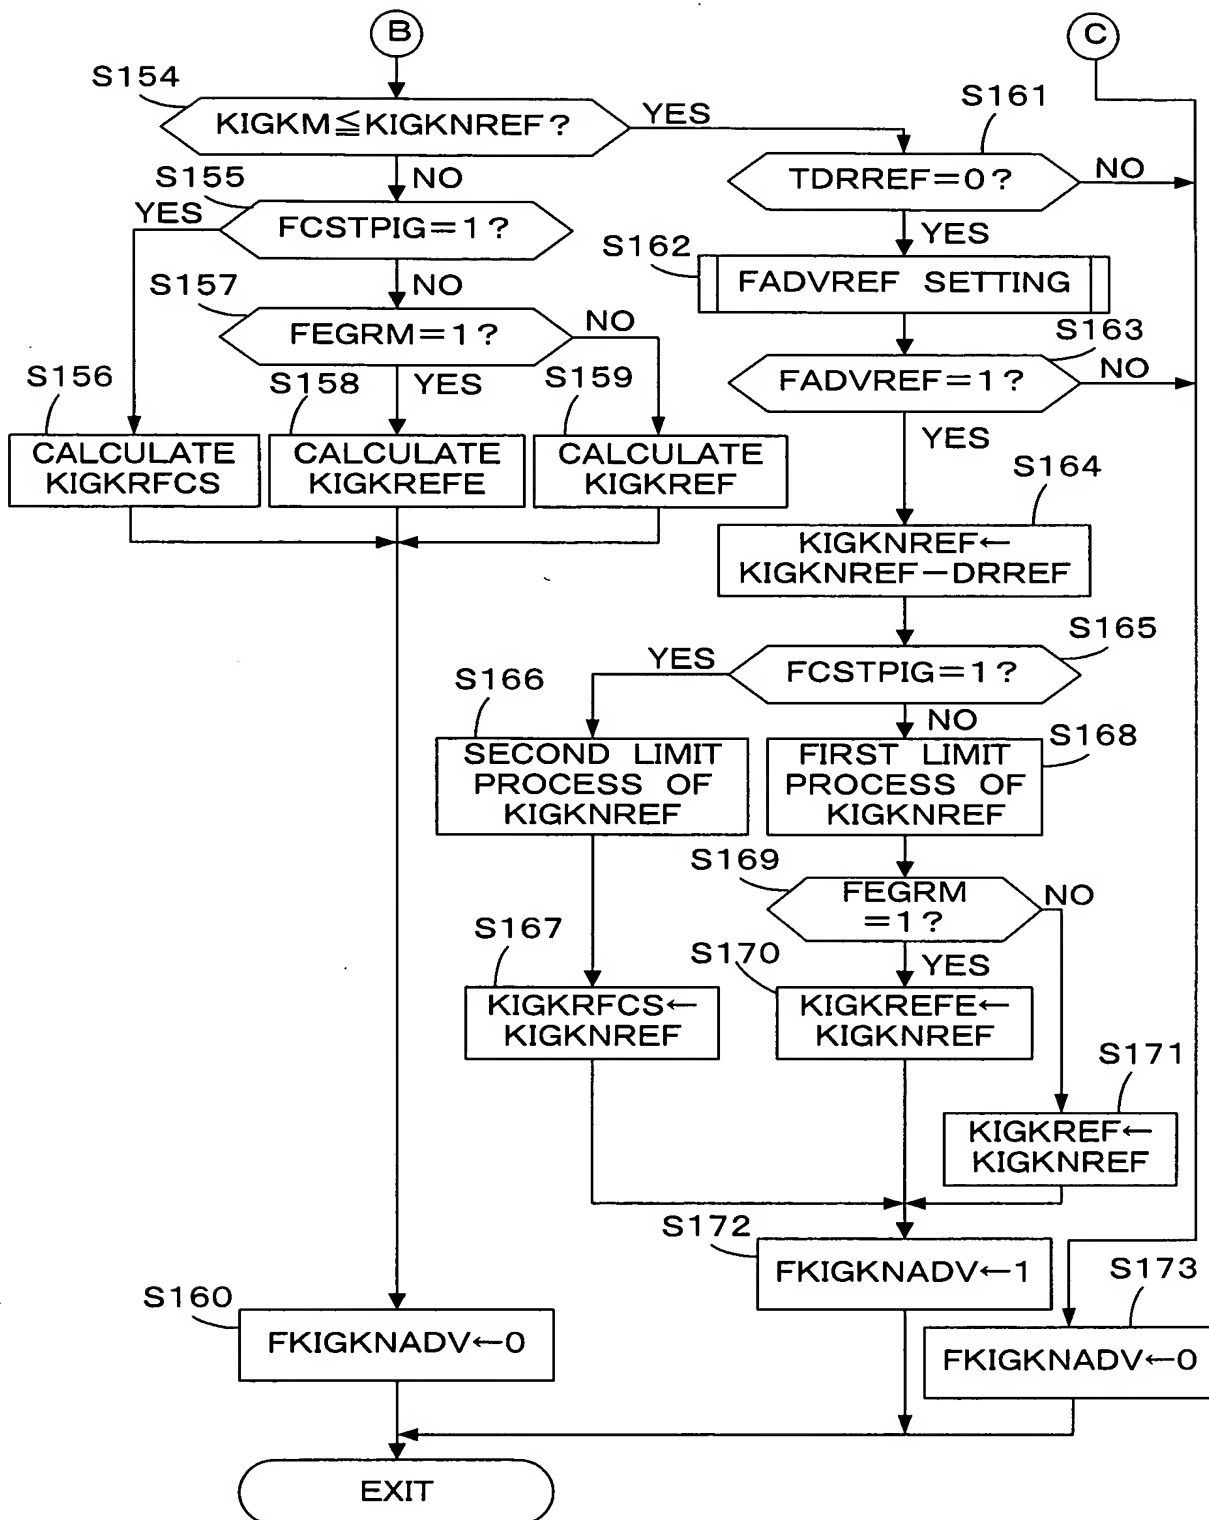 B
C
S154
KIGKM≦KIGKNREF?
YES
S161
TDRREF=0?
NO
NO
S155
YES
FCSTPIG=1?
YES
S162
FADVREF SETTING
NO
S157
FEGRM=1?
NO
S163
FADVREF=1?
NO
S156
S158
YES
S159
YES
CALCULATE
KIGKRFCS
CALCULATE
KIGKREFE
CALCULATE
KIGKREF
S164
KIGKNREF←
KIGKNREF-DRREF
S165
YES
FCSTPIG=1?
S166
NO
S168
SECOND LIMIT
PROCESS OF
KIGKNREF
FIRST LIMIT
PROCESS OF
KIGKNREF
S169
FEGRM
=1?
NO
S167
S170
YES
KIGKRFCS←
KIGKNREF
KIGKREFE←
KIGKNREF
S171
KIGKREF←
KIGKNREF
S172
FKIGKNADV←1
S173
S160
FKIGKNADV←0
FKIGKNADV←0
EXIT